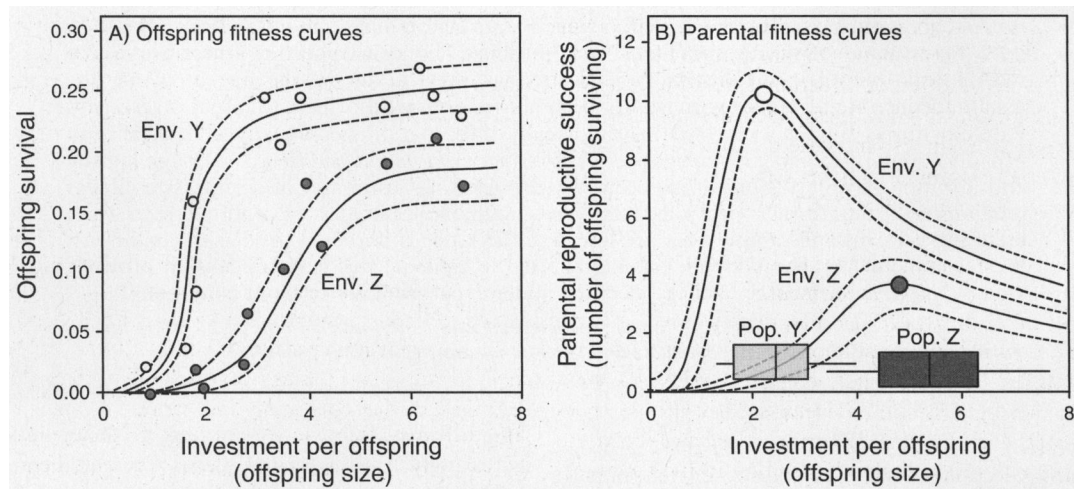 A) Offspring fitness curves
0.30
0.25
0.20
0.15
0.10
0.05
0.00
Offspring survival
Env. Y
Env. Z
0
2
4
6
8
Investment per offspring
(offspring size)
B) Parental fitness curves
12
10
8
6
4
2
0
Parental reproductive success
(number of offspring surviving)
Env. Y
Env. Z
Pop. Y
Pop. Z
0
2
4
6
8
Investment per offspring
(offspring size)